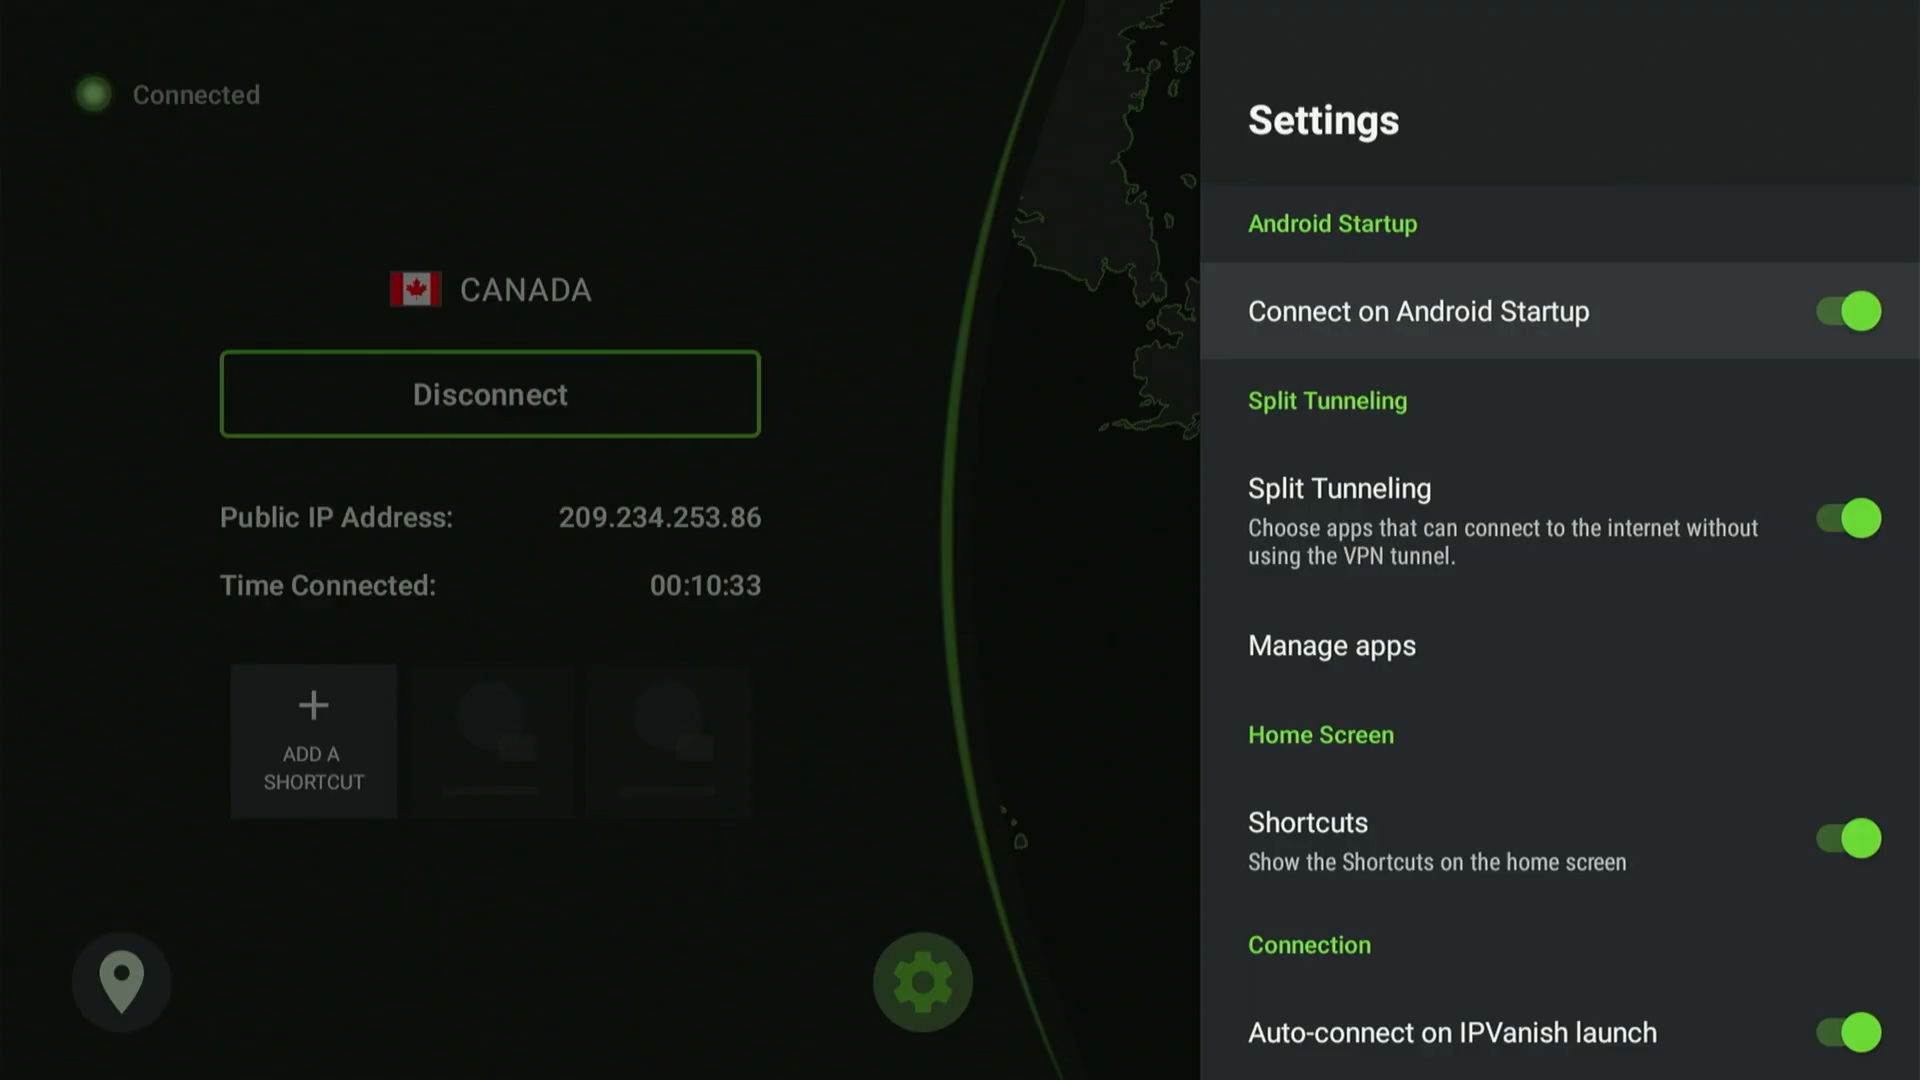 Connected
CANADA
Disconnect
Public IP Address: 209.234.253.86
Time Connected: 00:10:33
+
ADD A
SHORTCUT
Settings
Android Startup
Connect on Android Startup
Split Tunneling
Split Tunneling
Choose apps that can connect to the internet without
using the VPN tunnel.
Manage apps
Home Screen
Shortcuts
Show the Shortcuts on the home screen
Connection
Auto-connect on IPVanish launch